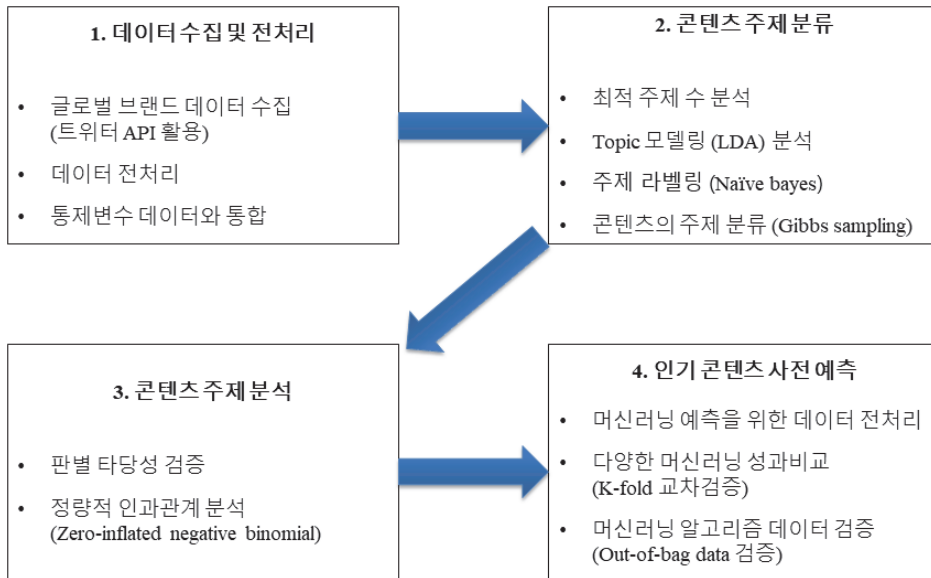 1. 데이터 수집 및 전처리
• 글로벌 브랜드 데이터 수집
(트위터 API 활용)
• 데이터 전처리
• 통제변수 데이터와 통합
2. 콘텐츠 주제 분류
• 최적 주제 수 분석
• Topic 모델링 (LDA) 분석
• 주제 라벨링 (Naïve bayes)
• 콘텐츠의 주제 분류 (Gibbs sampling)
3. 콘텐츠 주제 분석
• 판별 타당성 검증
• 정량적 인과관계 분석
(Zero-inflated negative binomial)
4. 인기 콘텐츠 사전 예측
• 머신러닝 예측을 위한 데이터 전처리
• 다양한 머신러닝 성과비교
(K-fold 교차검증)
• 머신러닝 알고리즘 데이터 검증
(Out-of-bag data 검증)